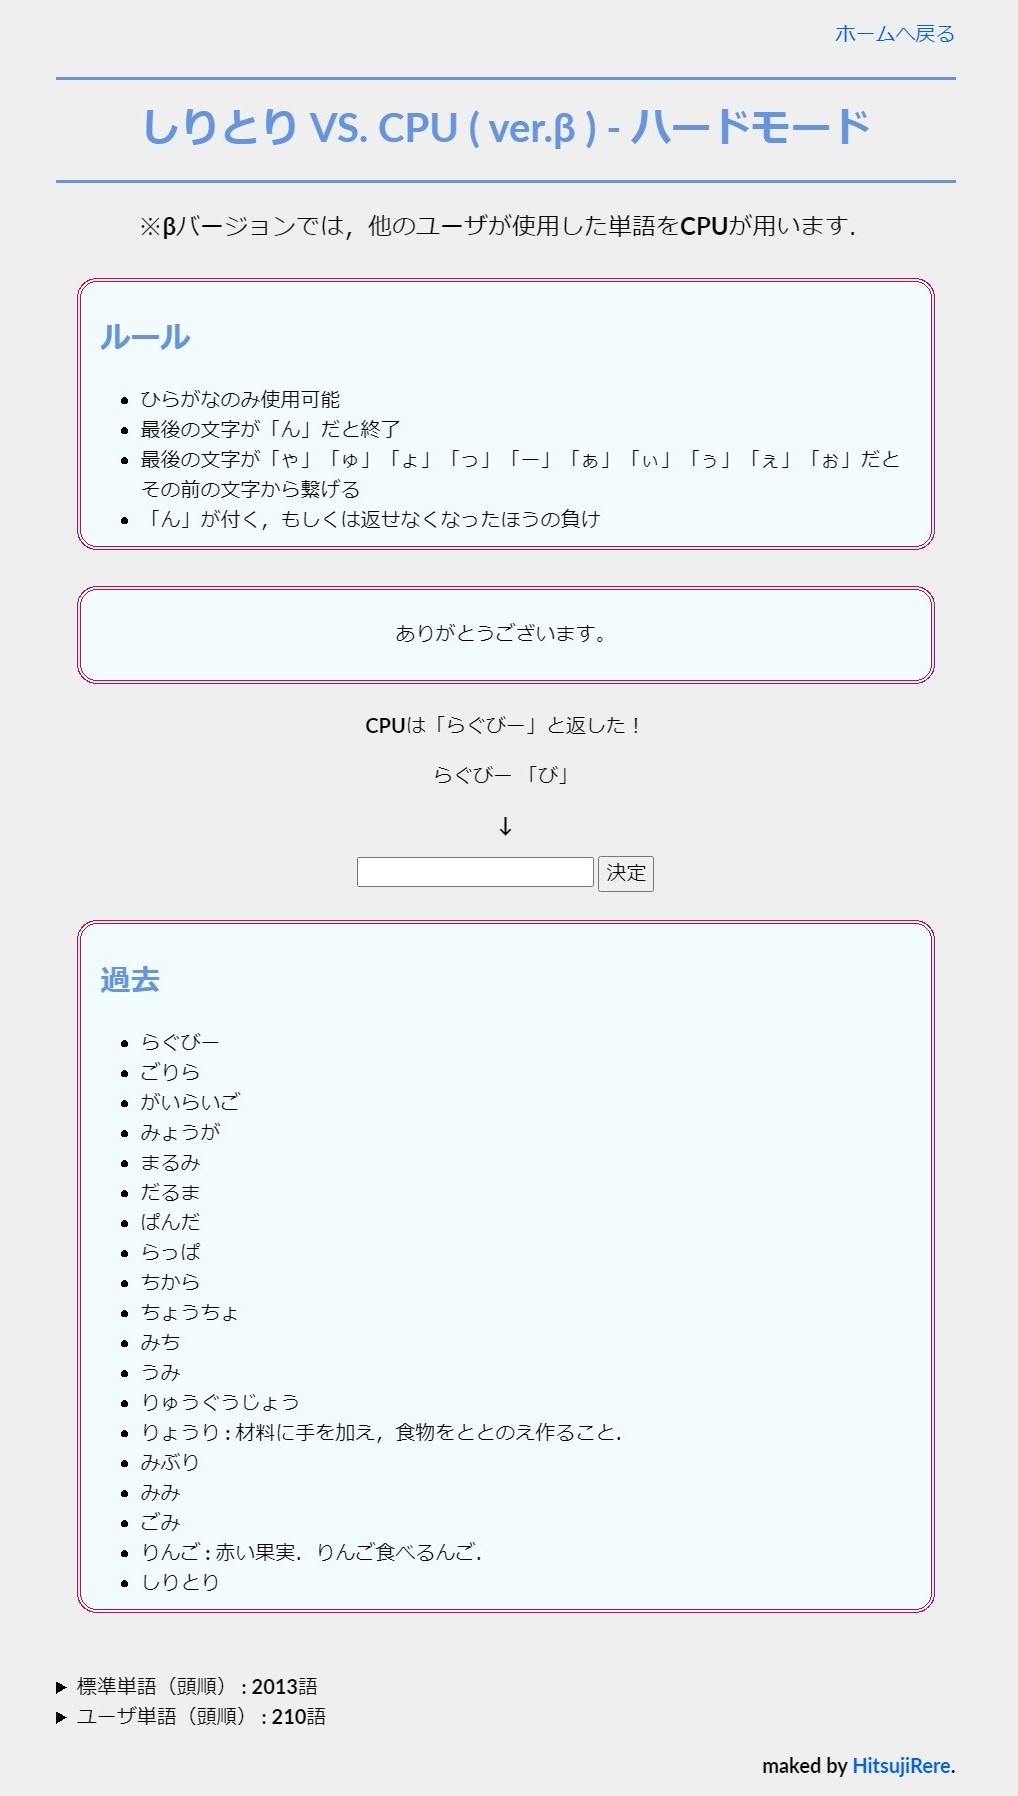 ホームへ戻る
しりとり VS. CPU ( ver.β ) - ハードモード
※βバージョンでは，他のユーザが使用した単語をCPUが用います．
ルール
ひらがなのみ使用可能
最後の文字が「ん」だと終了
最後の文字が「ゃ」「ゅ」「ょ」「っ」「ー」「ぁ」「ぃ」「ぅ」「ぇ」「ぉ」だと
その前の文字から繋げる
「ん」が付く，もしくは返せなくなったほうの負け
ありがとうございます。
CPUは「らぐびー」と返した！
らぐびー 「び」
↓
決定
過去
らぐびー
ごりら
がいらいご
みょうが
まるみ
だるま
ぱんだ
らっぱ
ちから
ちょうちょ
みち
うみ
りゅうぐうじょう
りょうり : 材料に手を加え，食物をととのえ作ること．
みぶり
みみ
ごみ
りんご : 赤い果実．りんご食べるんご．
しりとり
標準単語（頭順） : 2013語
ユーザ単語（頭順） : 210語
maked by HitsujiRere.